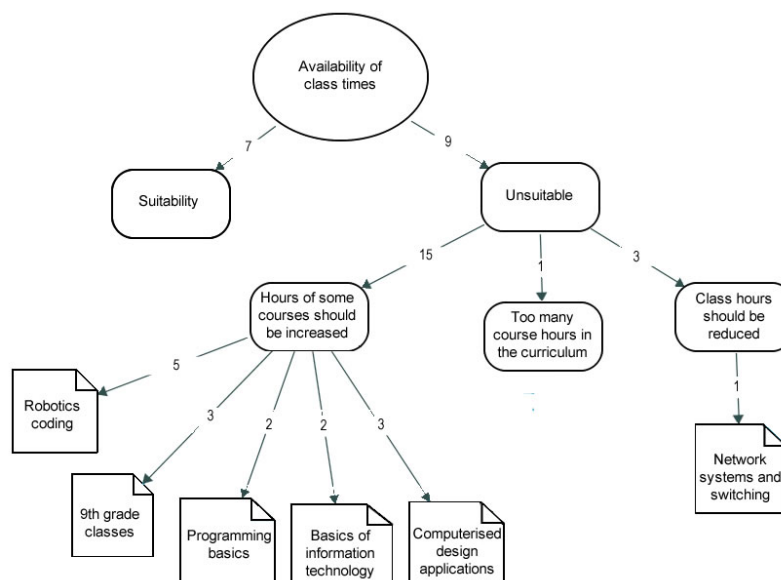 Availability of
class times
7
9
Suitability
Unsuitable
15
1
3
Hours of some
courses should
be increased
Too many
course hours in
the curriculum
Class hours
should be
reduced
5
3
2
2
3
1
Robotics
coding
9th grade
classes
Programming
basics
Basics of
information
technology
Computerised
design
applications
Network
systems and
switching